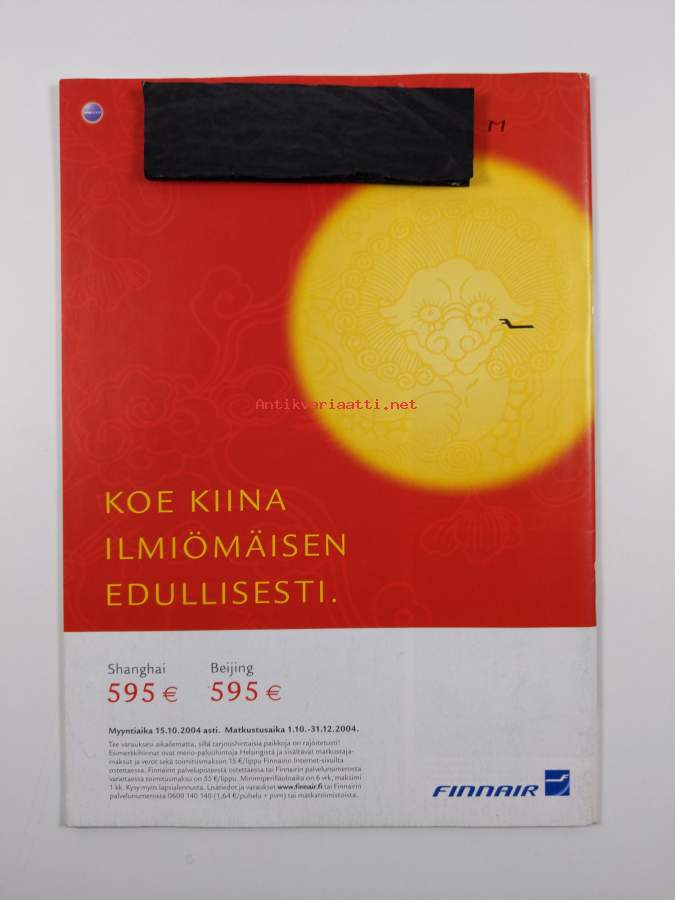 M
Antikvariaatti.net
KOE KIINA
ILMIÖMÄISEN
EDULLISESTI.
Shanghai Beijing
595 € 595 €
Myyntiaika 15.10.2004 asti. Matkustusaika 1.10.-31.12.2004.
Tee varauksesi aikailematta, sillä tarjoushintaisia paikkoja on rajoitetusti!
Esimerkkihinnat ovat meno-paluuhintoja Helsingistä ja sisältävät matkustaja-
maksut ja verot sekä toimitusmaksun 15 €/lippu Finnairin Internet-sivuilta
ostettaessa. Finnairin palvelupisteistä ostettaessa tai Finnairin palvelunumerosta
varattaessa toimitusmaksu on 35 €/lippu. Minimiperilläoloaika on 6 vrk, maksimi
1 kk. Kysy myös lapsialennusta. Lisätiedot ja varaukset www.finnair.fi tai Finnairin
palvelunumerosta 0600 140 140 (1,64 €/puhelu + pvm) tai matkatoimistoista.
FINNAIR